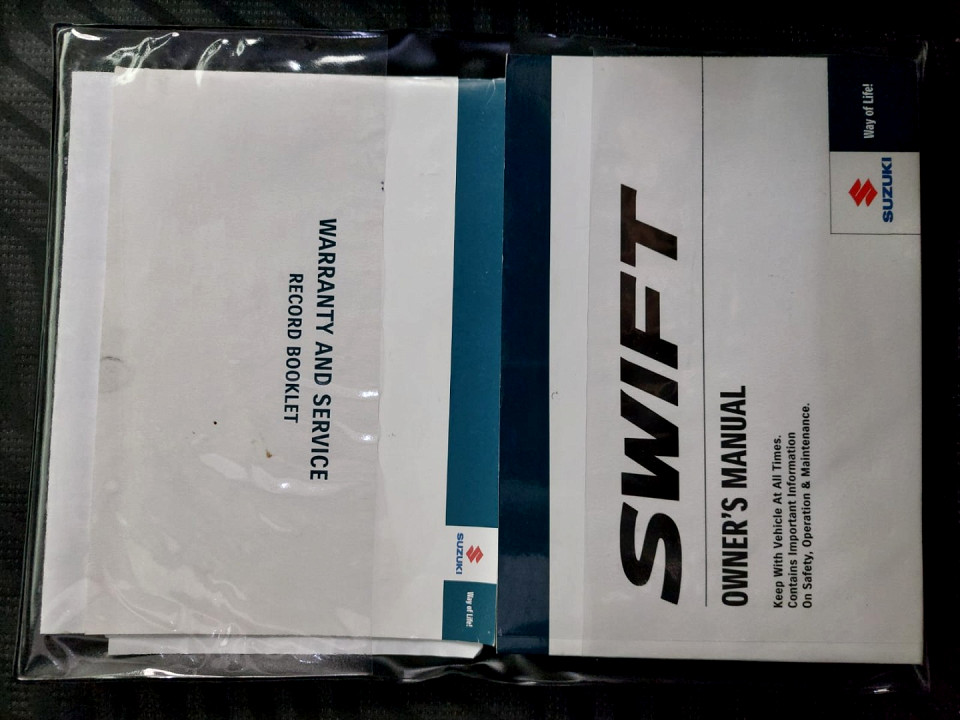 WARRANTY AND SERVICE
RECORD BOOKLET
SUZUKI
Way of Life!
SWIFT
OWNER'S MANUAL
Keep With Vehicle At All Times.
Contains Important Information
On Safety, Operation & Maintenance.
SUZUKI
Way of Life!